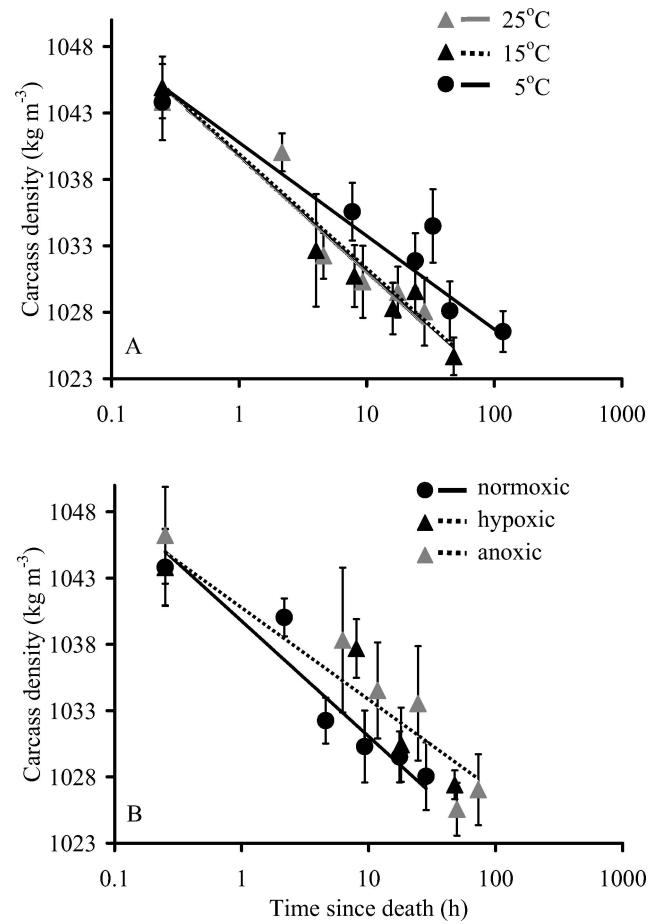 25°C
15°C
5°C
1048
1043
1038
1033
1028
1023
Carcass density (kg m⁻³)
A
0.1 1 10 100 1000
normoxic
hypoxic
anoxic
1048
1043
1038
1033
1028
1023
Carcass density (kg m⁻³)
B
0.1 1 10 100 1000
Time since death (h)